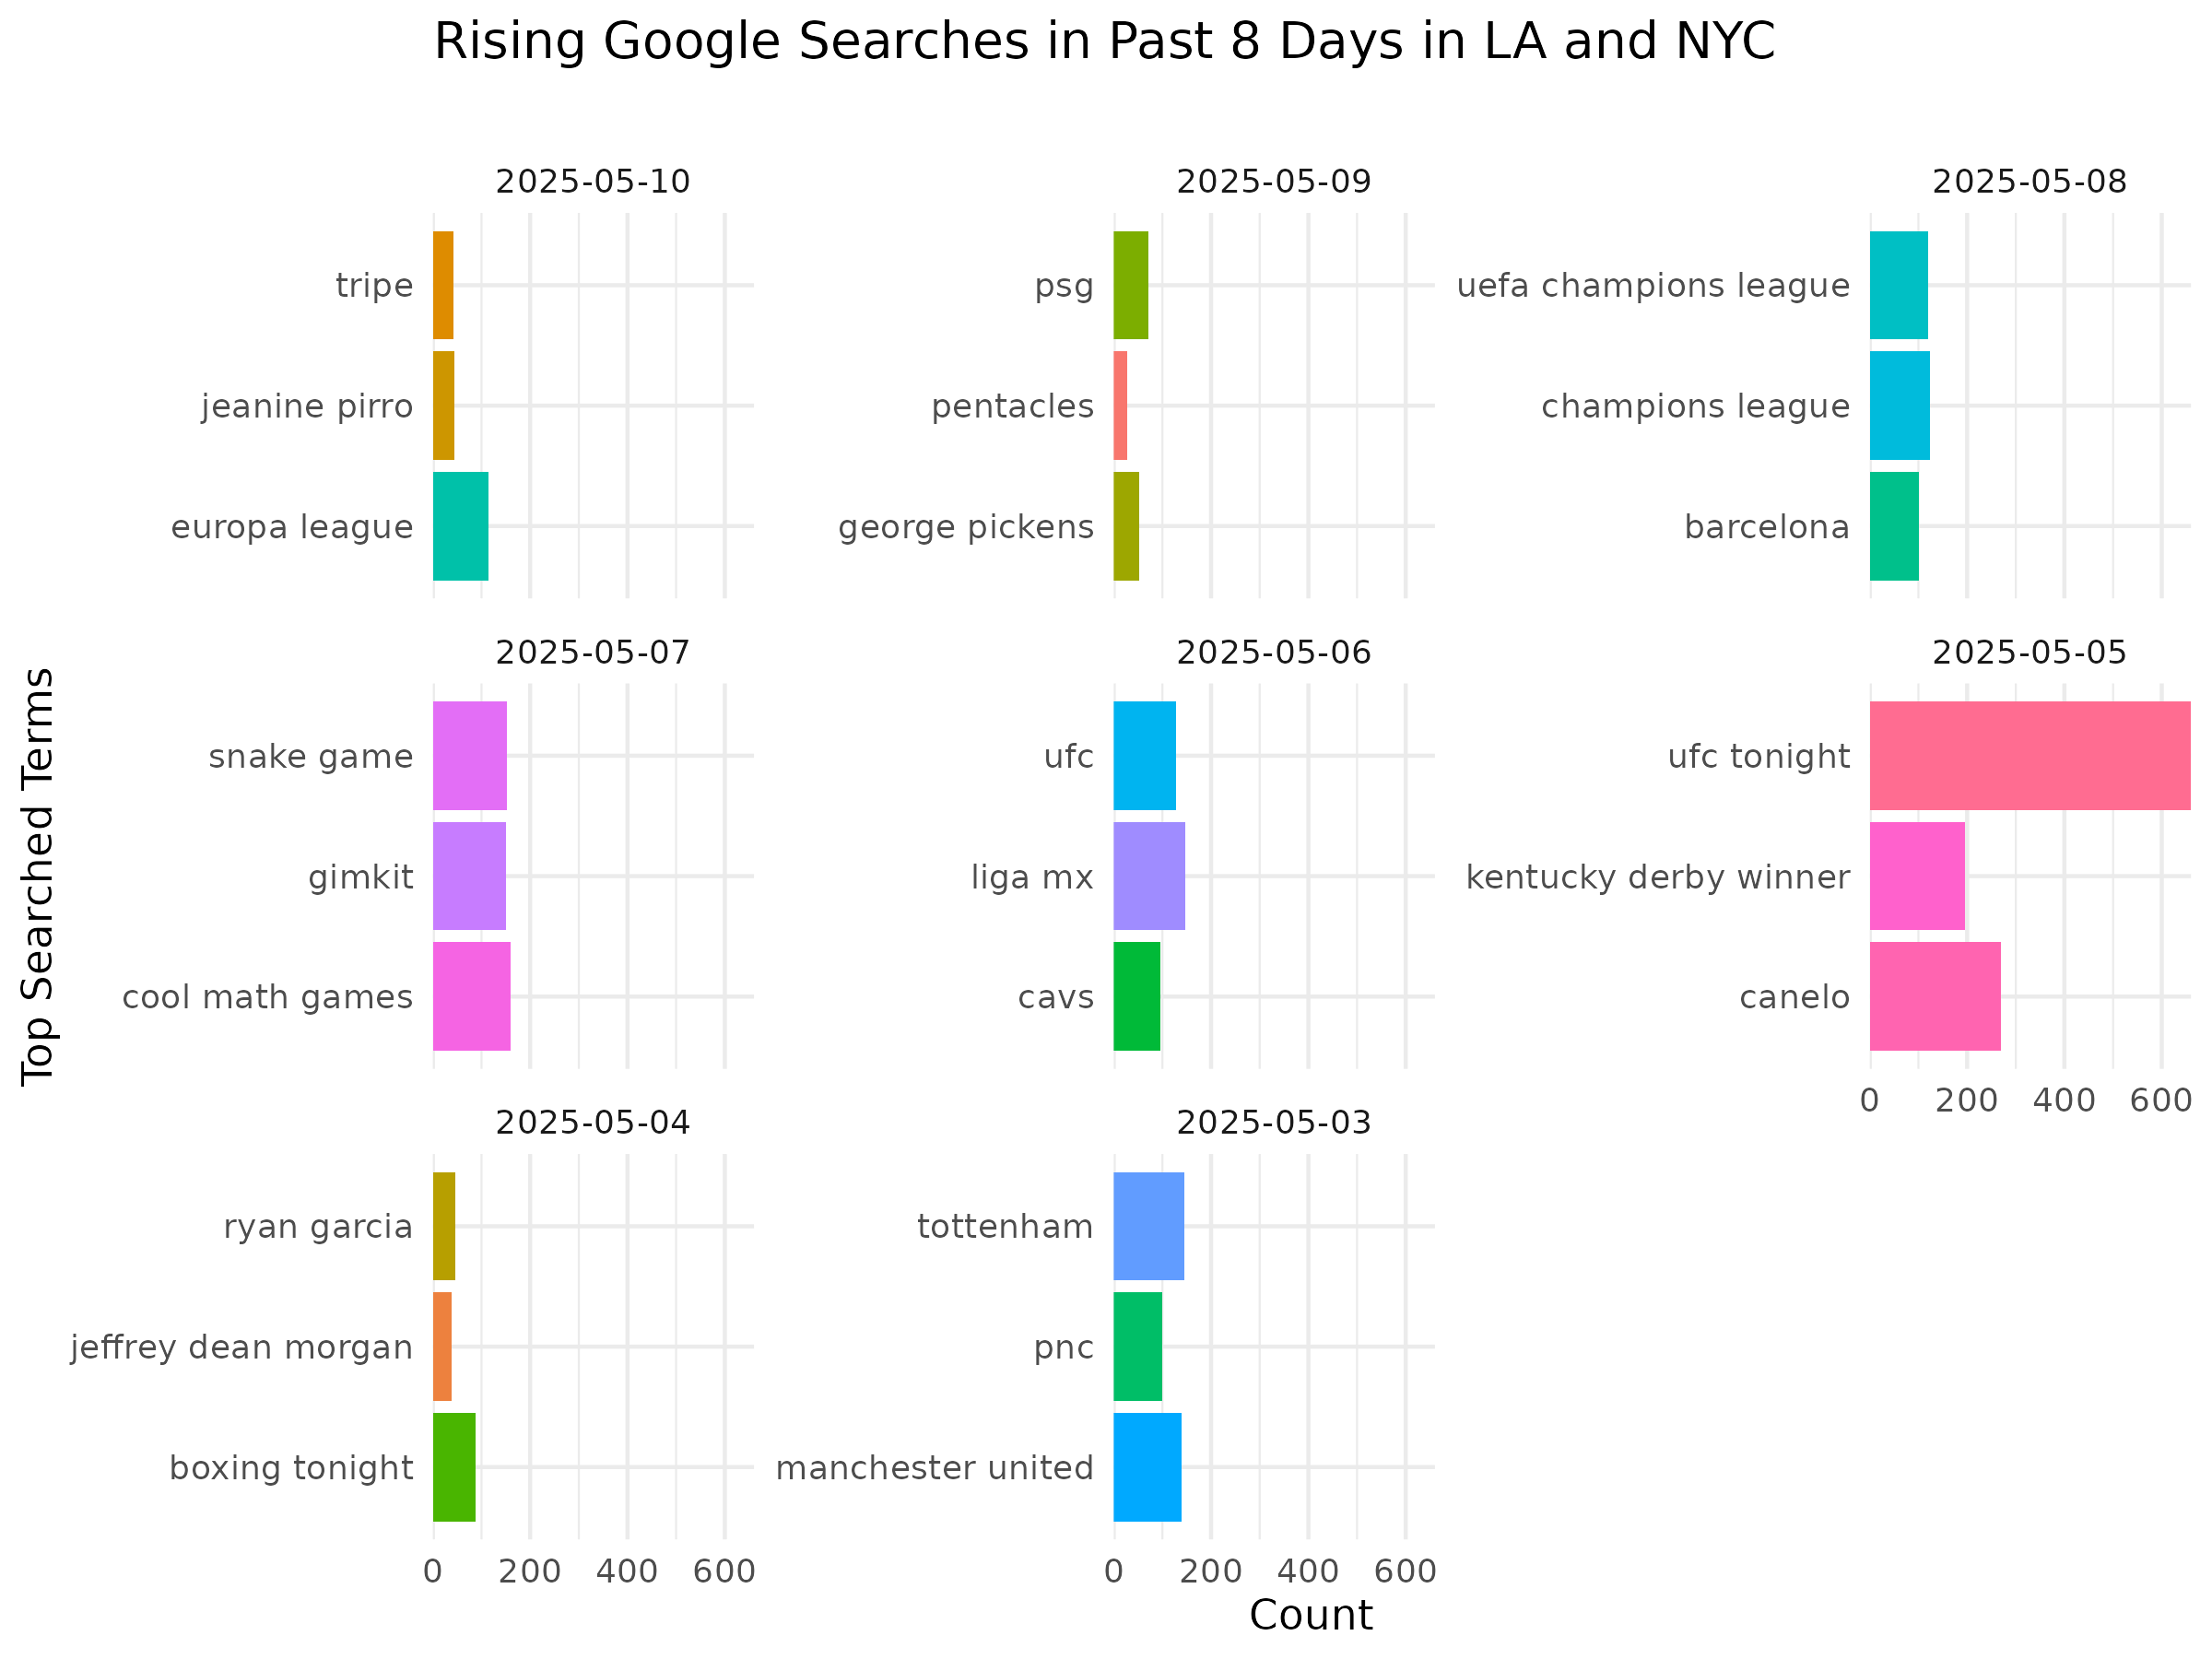 Rising Google Searches in Past 8 Days in LA and NYC
2025-05-10
tripe
jeanine pirro
europa league
2025-05-09
psg
pentacles
george pickens
2025-05-08
uefa champions league
champions league
barcelona
Top Searched Terms
2025-05-07
snake game
gimkit
cool math games
2025-05-06
ufc
liga mx
cavs
2025-05-05
ufc tonight
kentucky derby winner
canelo
0 200 400 600
2025-05-04
ryan garcia
jeffrey dean morgan
boxing tonight
0 200 400 600
2025-05-03
tottenham
pnc
manchester united
0 200 400 600
Count